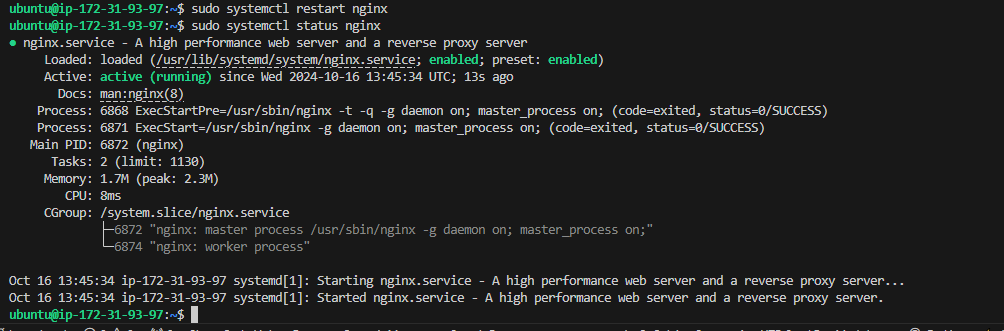 ubuntu@ip-172-31-93-97:~$ sudo systemctl restart nginx
ubuntu@ip-172-31-93-97:~$ sudo systemctl status nginx
● nginx.service - A high performance web server and a reverse proxy server
Loaded: loaded (/usr/lib/systemd/system/nginx.service; enabled; preset: enabled)
Active: active (running) since Wed 2024-10-16 13:45:34 UTC; 13s ago
Docs: man:nginx(8)
Process: 6868 ExecStartPre=/usr/sbin/nginx -t -q -g daemon on; master_process on; (code=exited, status=0/SUCCESS)
Process: 6871 ExecStart=/usr/sbin/nginx -g daemon on; master_process on; (code=exited, status=0/SUCCESS)
Main PID: 6872 (nginx)
Tasks: 2 (limit: 1130)
Memory: 1.7M (peak: 2.3M)
CPU: 8ms
CGroup: /system.slice/nginx.service
├─6872 "nginx: master process /usr/sbin/nginx -g daemon on; master_process on;"
└─6874 "nginx: worker process"
Oct 16 13:45:34 ip-172-31-93-97 systemd[1]: Starting nginx.service - A high performance web server and a reverse proxy server...
Oct 16 13:45:34 ip-172-31-93-97 systemd[1]: Started nginx.service - A high performance web server and a reverse proxy server.
ubuntu@ip-172-31-93-97:~$